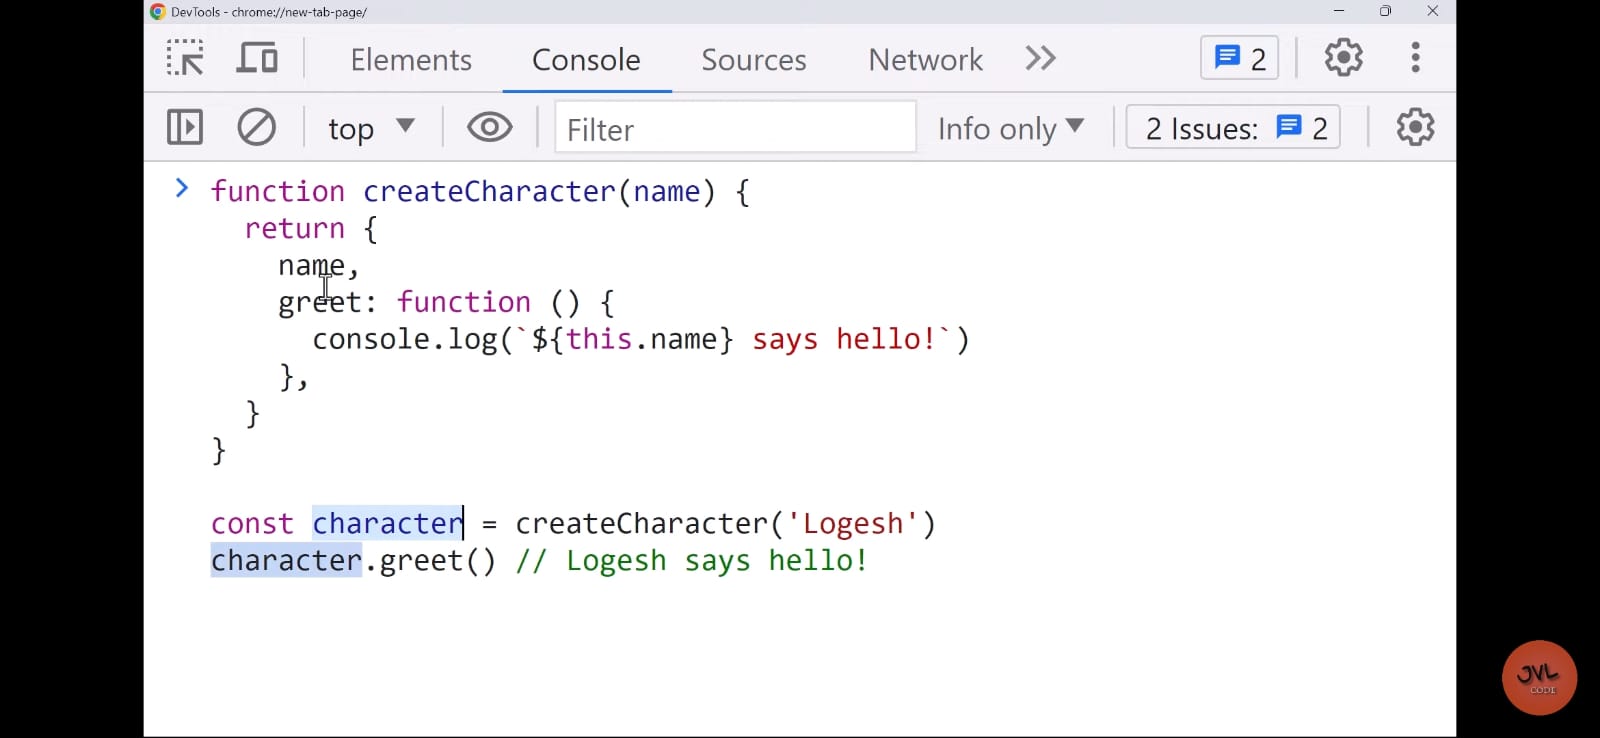 DevTools - chrome://new-tab-page/
Elements Console Sources Network 2
top Filter Info only 2 Issues: 2
function createCharacter(name) {
return {
name,
greet: function () {
console.log(`${this.name} says hello!`)
},
}
}
const character = createCharacter('Logesh')
character.greet() // Logesh says hello!
JVL
CODE